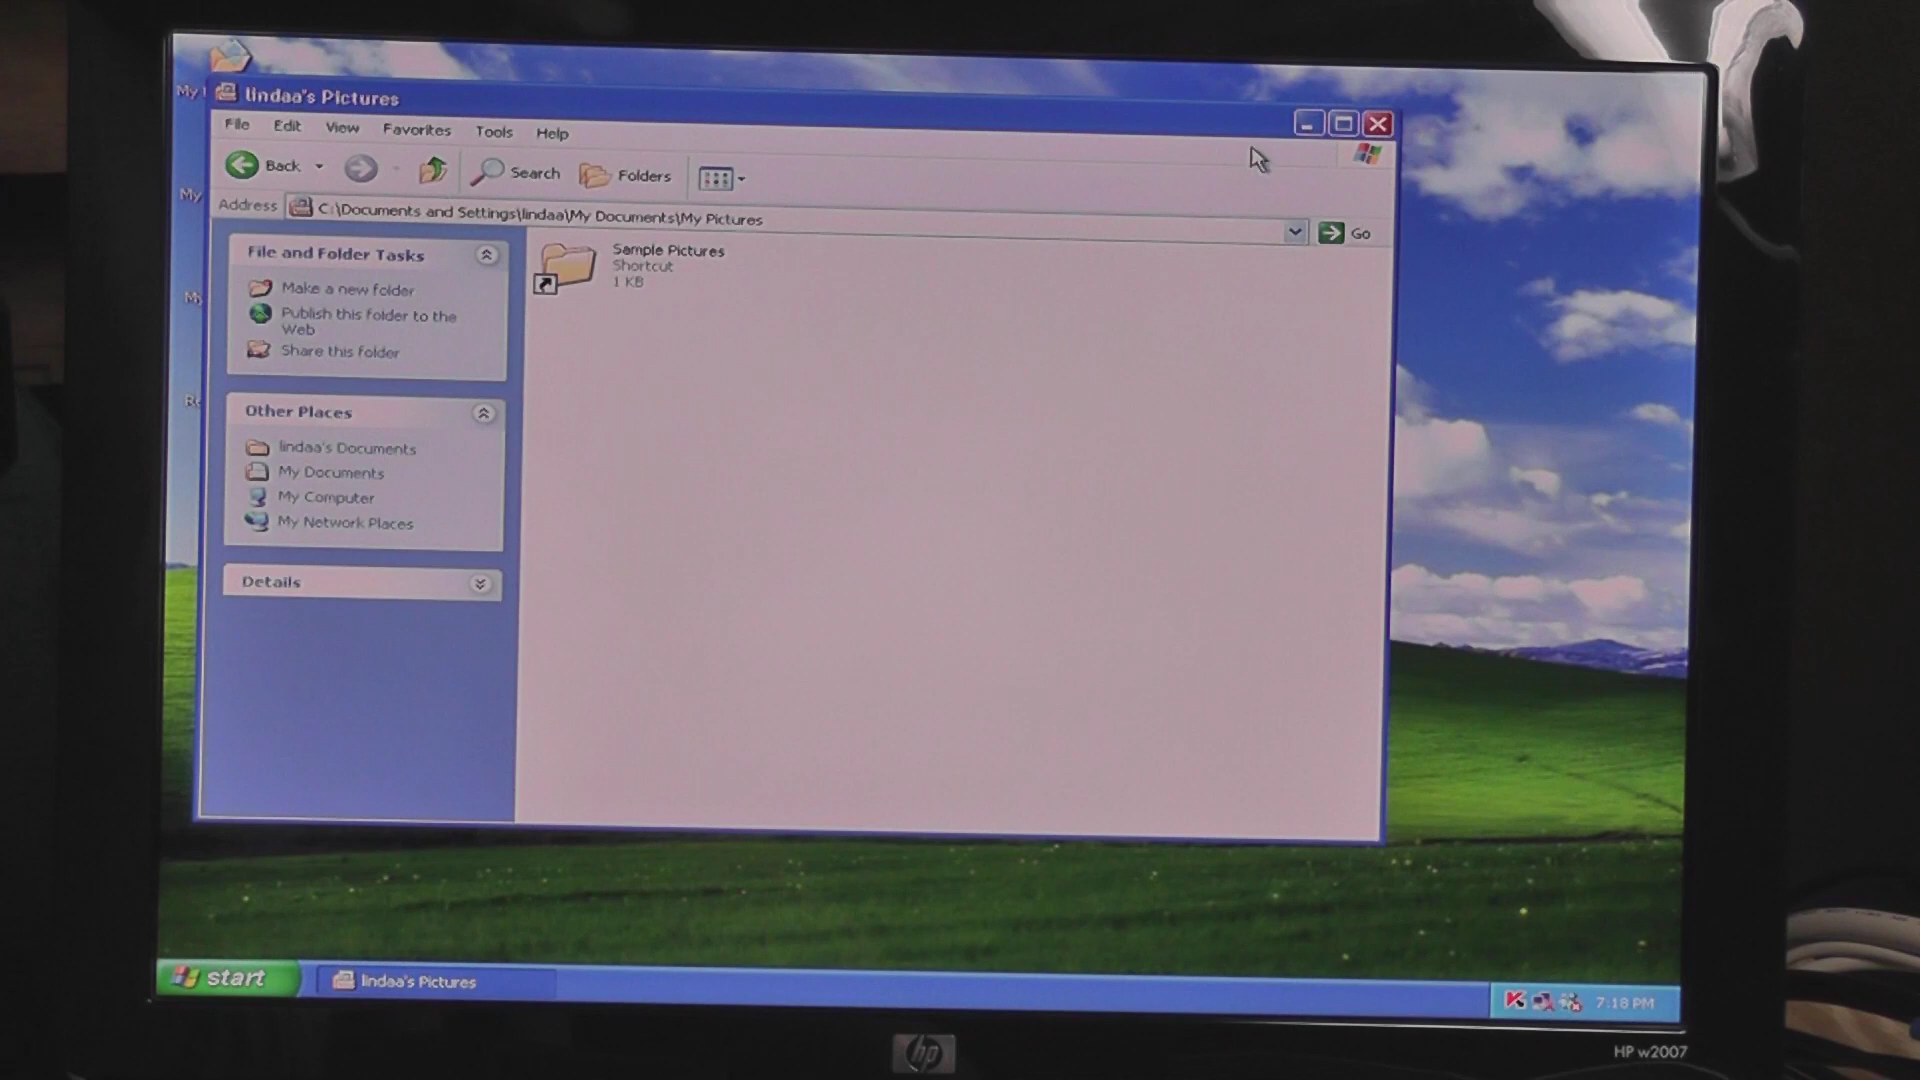 My
lindaa's Pictures
File Edit View Favorites Tools Help
Back Search Folders
My
Address C:\Documents and Settings\lindaa\My Documents\My Pictures Go
File and Folder Tasks
Make a new folder
Publish this folder to the
Web
Share this folder
Sample Pictures
Shortcut
1 KB
My
Other Places
lindaa's Documents
My Documents
My Computer
My Network Places
Details
start lindaa's Pictures 7:18 PM
hp
HP w2007